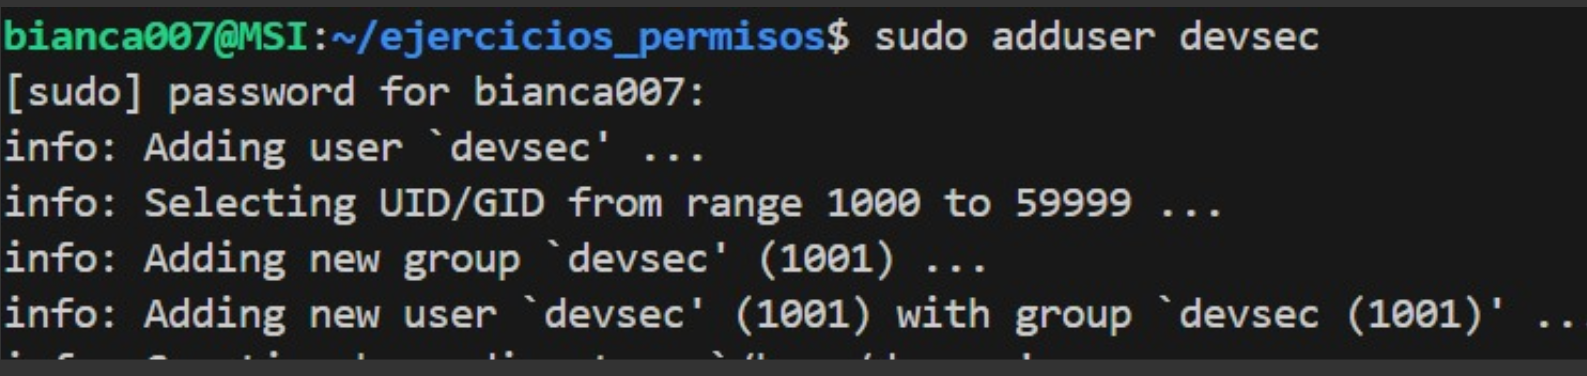 bianca007@MSI:~/ejercicios_permisos$ sudo adduser devsec
[sudo] password for bianca007:
info: Adding user `devsec' ...
info: Selecting UID/GID from range 1000 to 59999 ...
info: Adding new group `devsec' (1001) ...
info: Adding new user `devsec' (1001) with group `devsec (1001)' ..